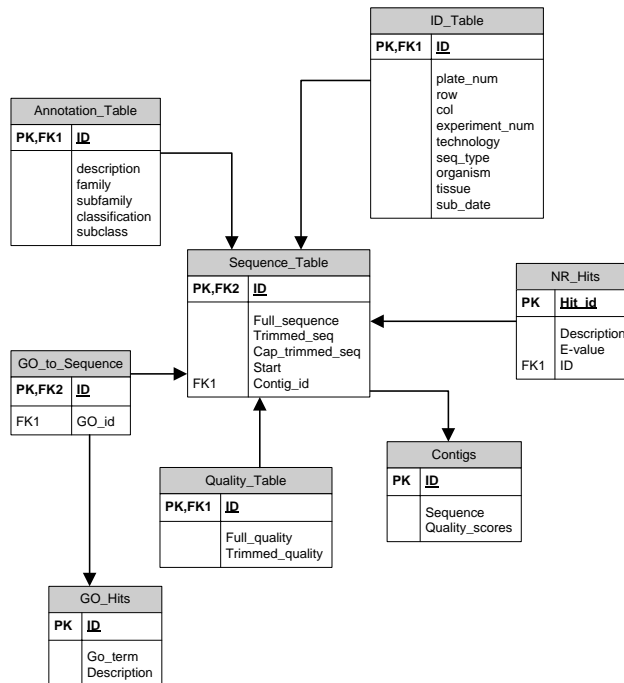 ID_Table
PK,FK1 ID
plate_num
row
col
experiment_num
technology
seq_type
organism
tissue
sub_date
Annotation_Table
PK,FK1 ID
description
family
subfamily
classification
subclass
Sequence_Table
PK,FK2 ID
Full_sequence
Trimmed_seq
Cap_trimmed_seq
Start
FK1 Contig_id
NR_Hits
PK Hit_id
Description
E-value
FK1 ID
GO_to_Sequence
PK,FK2 ID
FK1 GO_id
Contigs
PK ID
Sequence
Quality_scores
Quality_Table
PK,FK1 ID
Full_quality
Trimmed_quality
GO_Hits
PK ID
Go_term
Description